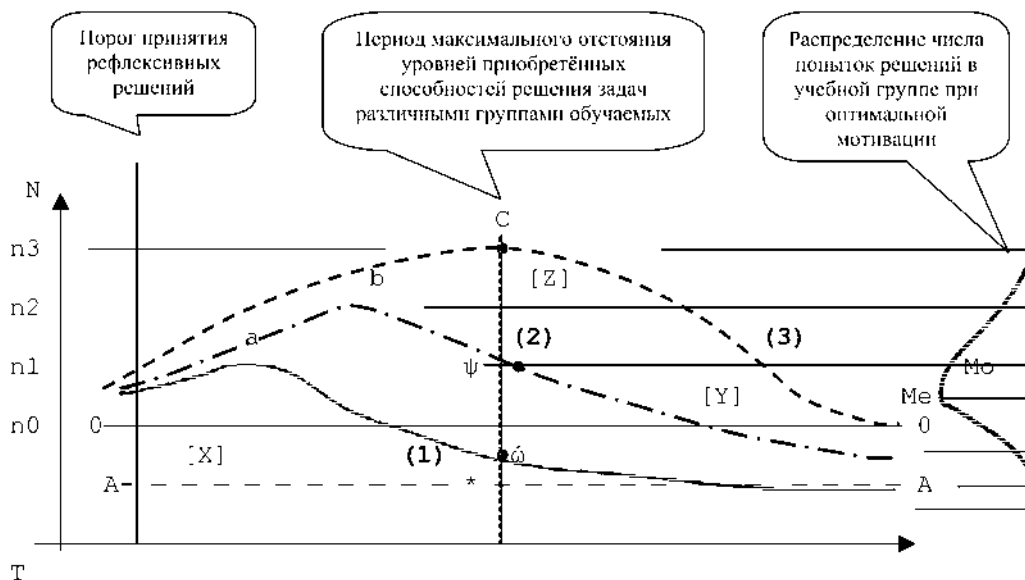 Порог принятия
рефлексивных
решений
Период максимального отстояния
уровней приобретённых
способностей решения задач
различными группами обучаемых
Распределение числа
попыток решений в
учебной группе при
оптимальной
мотивации
N
C
n3
b
[Z]
n2
a
(2)
(3)
n1
ψ
Mo
[Y]
Me
n0
0
0
[X]
(1)
ώ
A
*
A
T